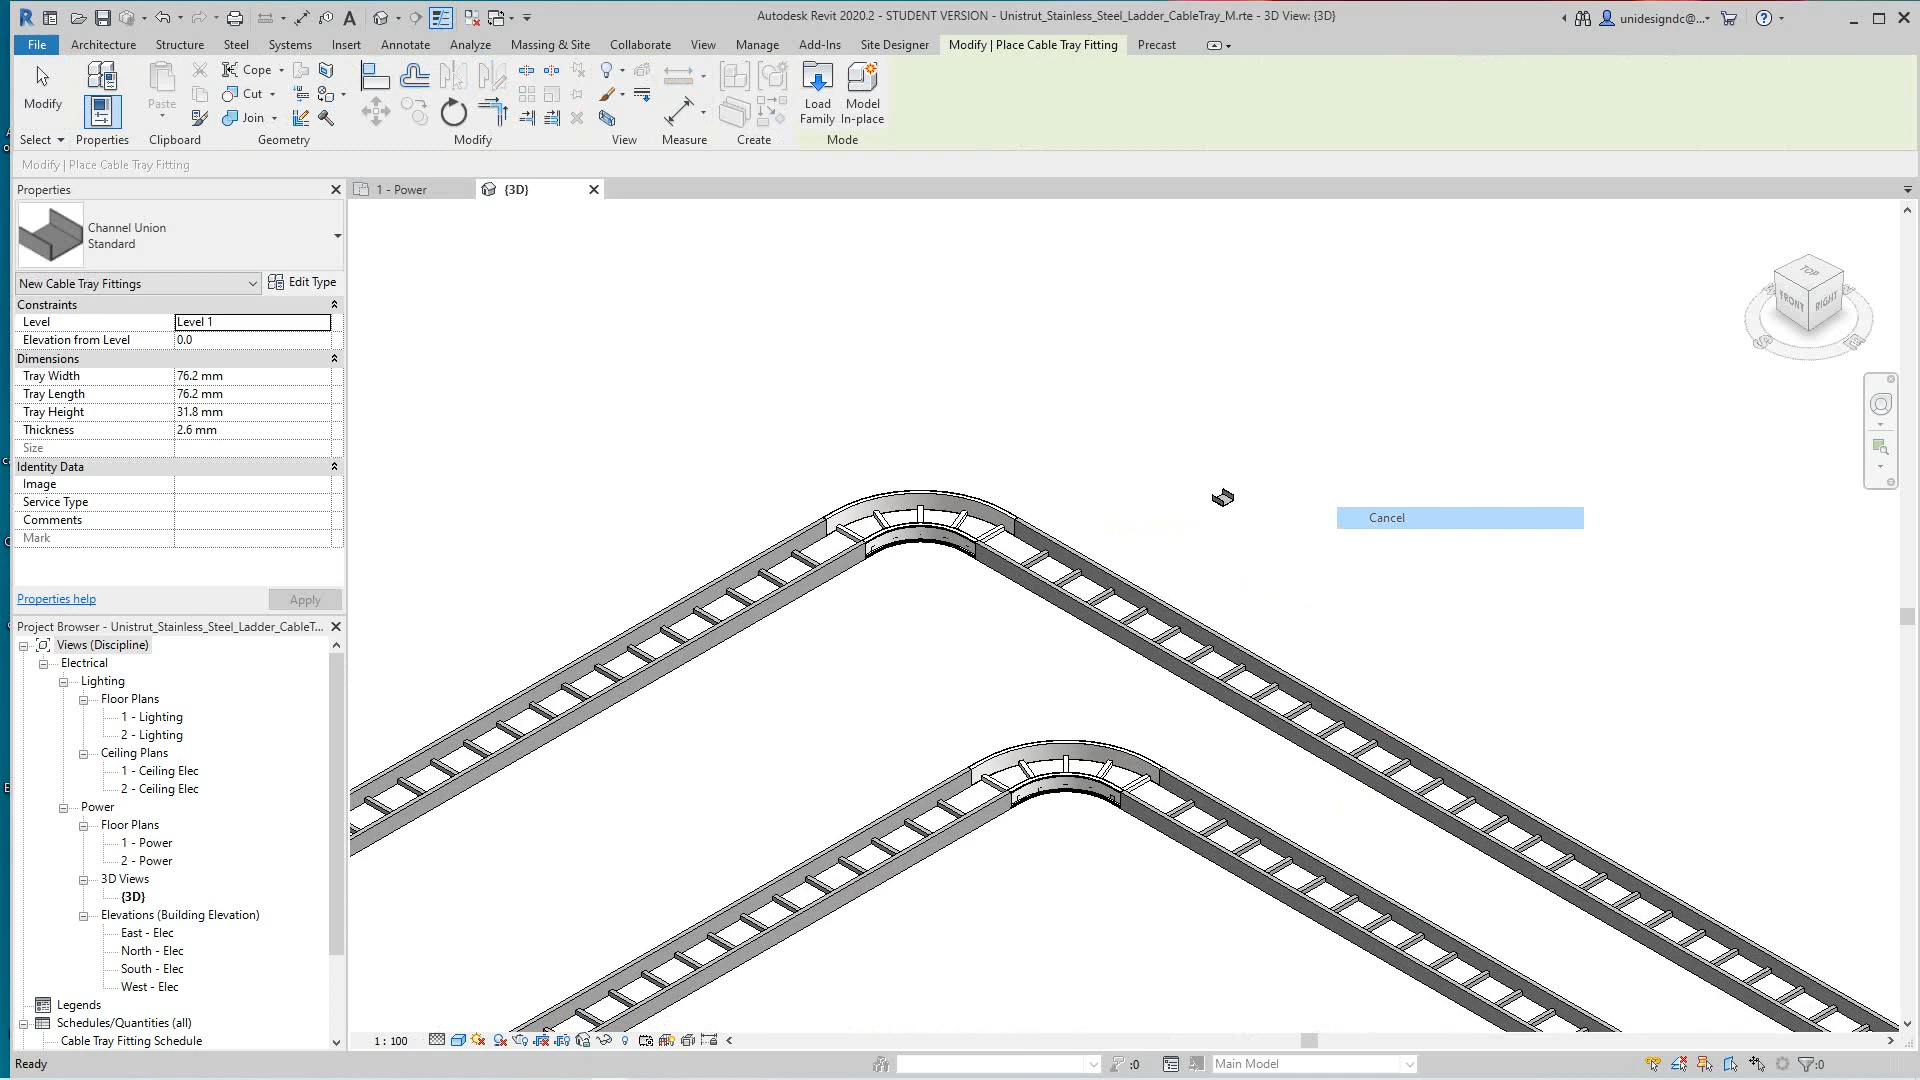 Autodesk Revit 2020.2 - STUDENT VERSION - Unistrut_Stainless_Steel_Ladder_CableTray_M.rte - 3D View: {3D}
unidesigndc@...
File Architecture Structure Steel Systems Insert Annotate Analyze Massing & Site Collaborate View Manage Add-Ins Site Designer Modify | Place Cable Tray Fitting Precast
Cope
Cut
Join
Modify
Paste
Load Family
Model In-place
Select Properties Clipboard Geometry Modify View Measure Create Mode
Modify | Place Cable Tray Fitting
Properties
1 - Power
{3D}
Channel Union
Standard
New Cable Tray Fittings
Edit Type
Constraints
Level Level 1
Elevation from Level 0.0
Dimensions
Tray Width 76.2 mm
Tray Length 76.2 mm
Tray Height 31.8 mm
Thickness 2.6 mm
Size
Identity Data
Image
Service Type
Comments
Mark
Properties help
Apply
TOP
FRONT
RIGHT
Cancel
Project Browser - Unistrut_Stainless_Steel_Ladder_CableT...
Views (Discipline)
Electrical
Lighting
Floor Plans
1 - Lighting
2 - Lighting
Ceiling Plans
1 - Ceiling Elec
2 - Ceiling Elec
Power
Floor Plans
1 - Power
2 - Power
3D Views
{3D}
Elevations (Building Elevation)
East - Elec
North - Elec
South - Elec
West - Elec
Legends
Schedules/Quantities (all)
Cable Tray Fitting Schedule
1 : 100
Ready
:0
Main Model
:0